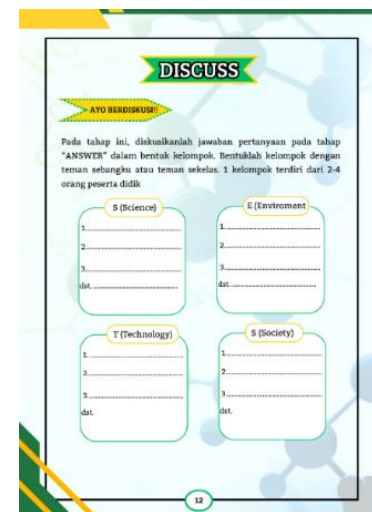 DISCUSS
AYO BERDISKUSI!!
Pada tahap ini, diskusikanlah jawaban pertanyaan pada tahap
"ANSWER" dalam bentuk kelompok. Bentuklah kelompok dengan
teman sebangku atau teman sekelas. 1 kelompok terdiri dari 2-4
orang peserta didik
S (Science)
1..............................
2..............................
3..............................
dst..............................
E (Enviroment
1..............................
2..............................
3..............................
dst..............................
T (Technology)
1..............................
2..............................
3..............................
dst.
S (Society)
1..............................
2..............................
3..............................
dst.
12